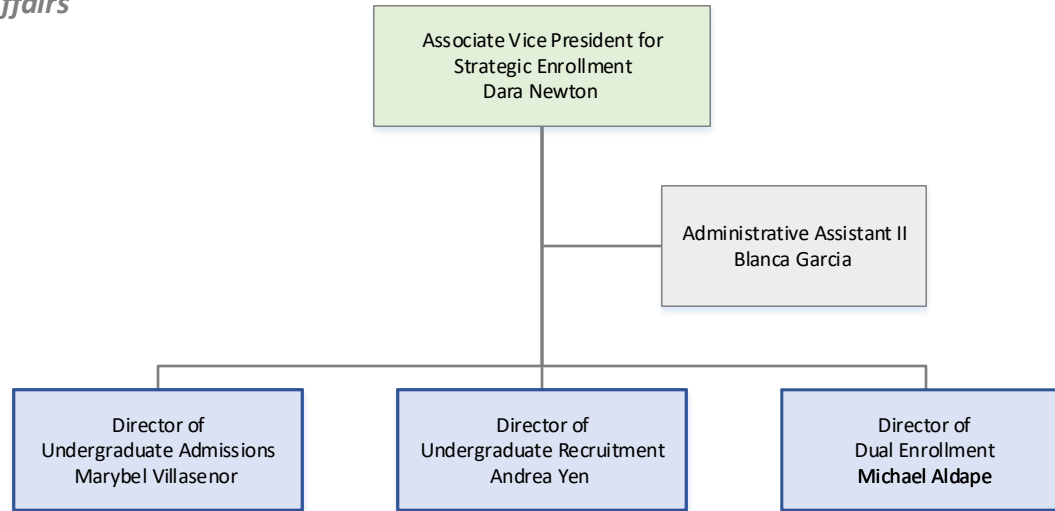 ffairs
Associate Vice President for
Strategic Enrollment
Dara Newton
Administrative Assistant II
Blanca Garcia
Director of
Undergraduate Admissions
Marybel Villasenor
Director of
Undergraduate Recruitment
Andrea Yen
Director of
Dual Enrollment
Michael Aldape